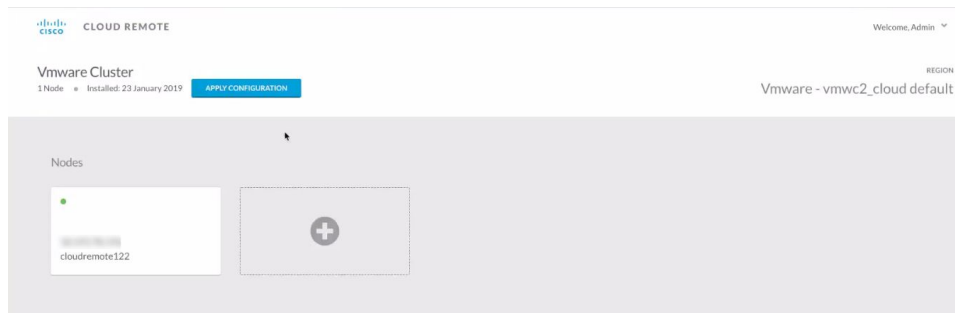 cisco CLOUD REMOTE
Welcome, Admin
Vmware Cluster
1 Node • Installed: 23 January 2019
APPLY CONFIGURATION
REGION
Vmware - vmwc2_cloud default
Nodes
cloudremote122